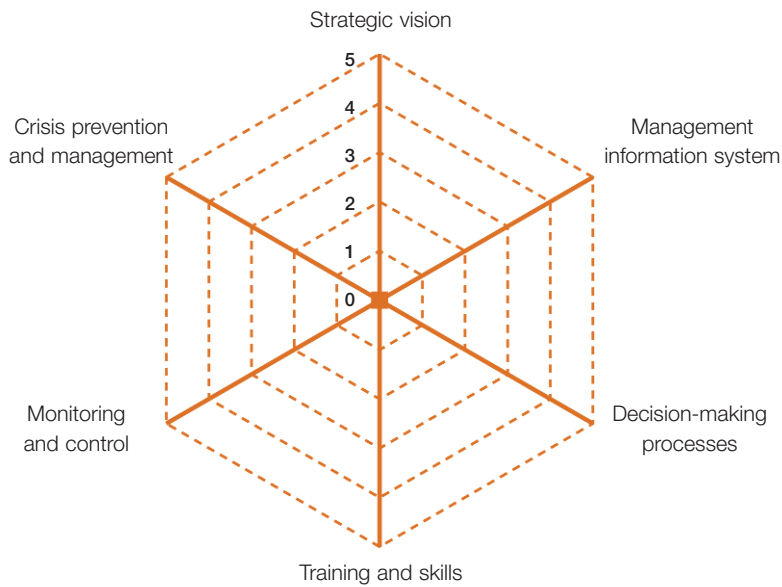 Strategic vision
5
4
3
2
1
0
Management
information system
Decision-making
processes
Training and skills
Monitoring
and control
Crisis prevention
and management